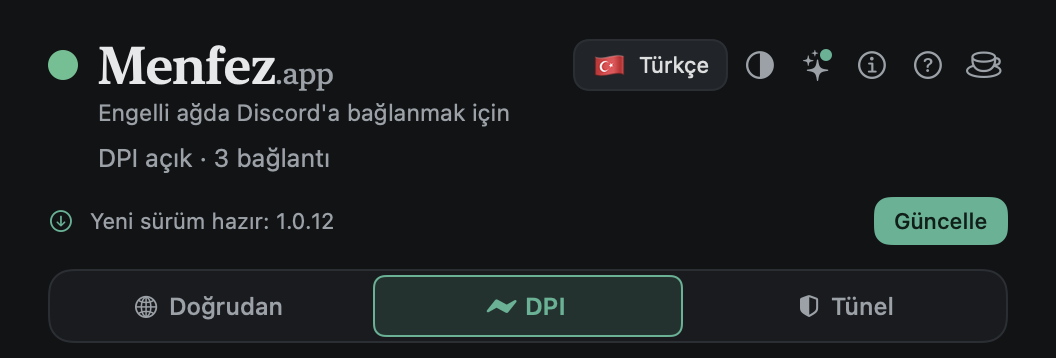 Menfez.app
Türkçe
Engelli ağda Discord'a bağlanmak için
DPI açık · 3 bağlantı
Yeni sürüm hazır: 1.0.12
Güncelle
Doğrudan
DPI
Tünel